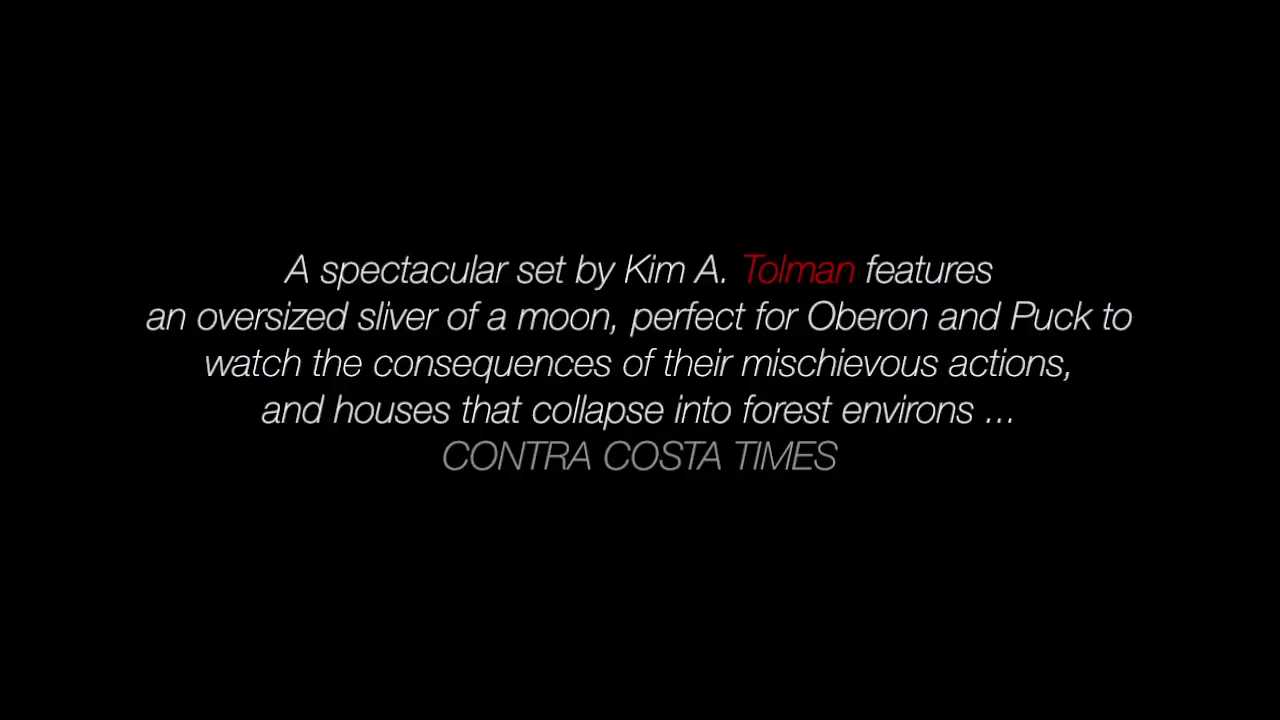 A spectacular set by Kim A. Tolman features
an oversized sliver of a moon, perfect for Oberon and Puck to
watch the consequences of their mischievous actions,
and houses that collapse into forest environs ...
CONTRA COSTA TIMES